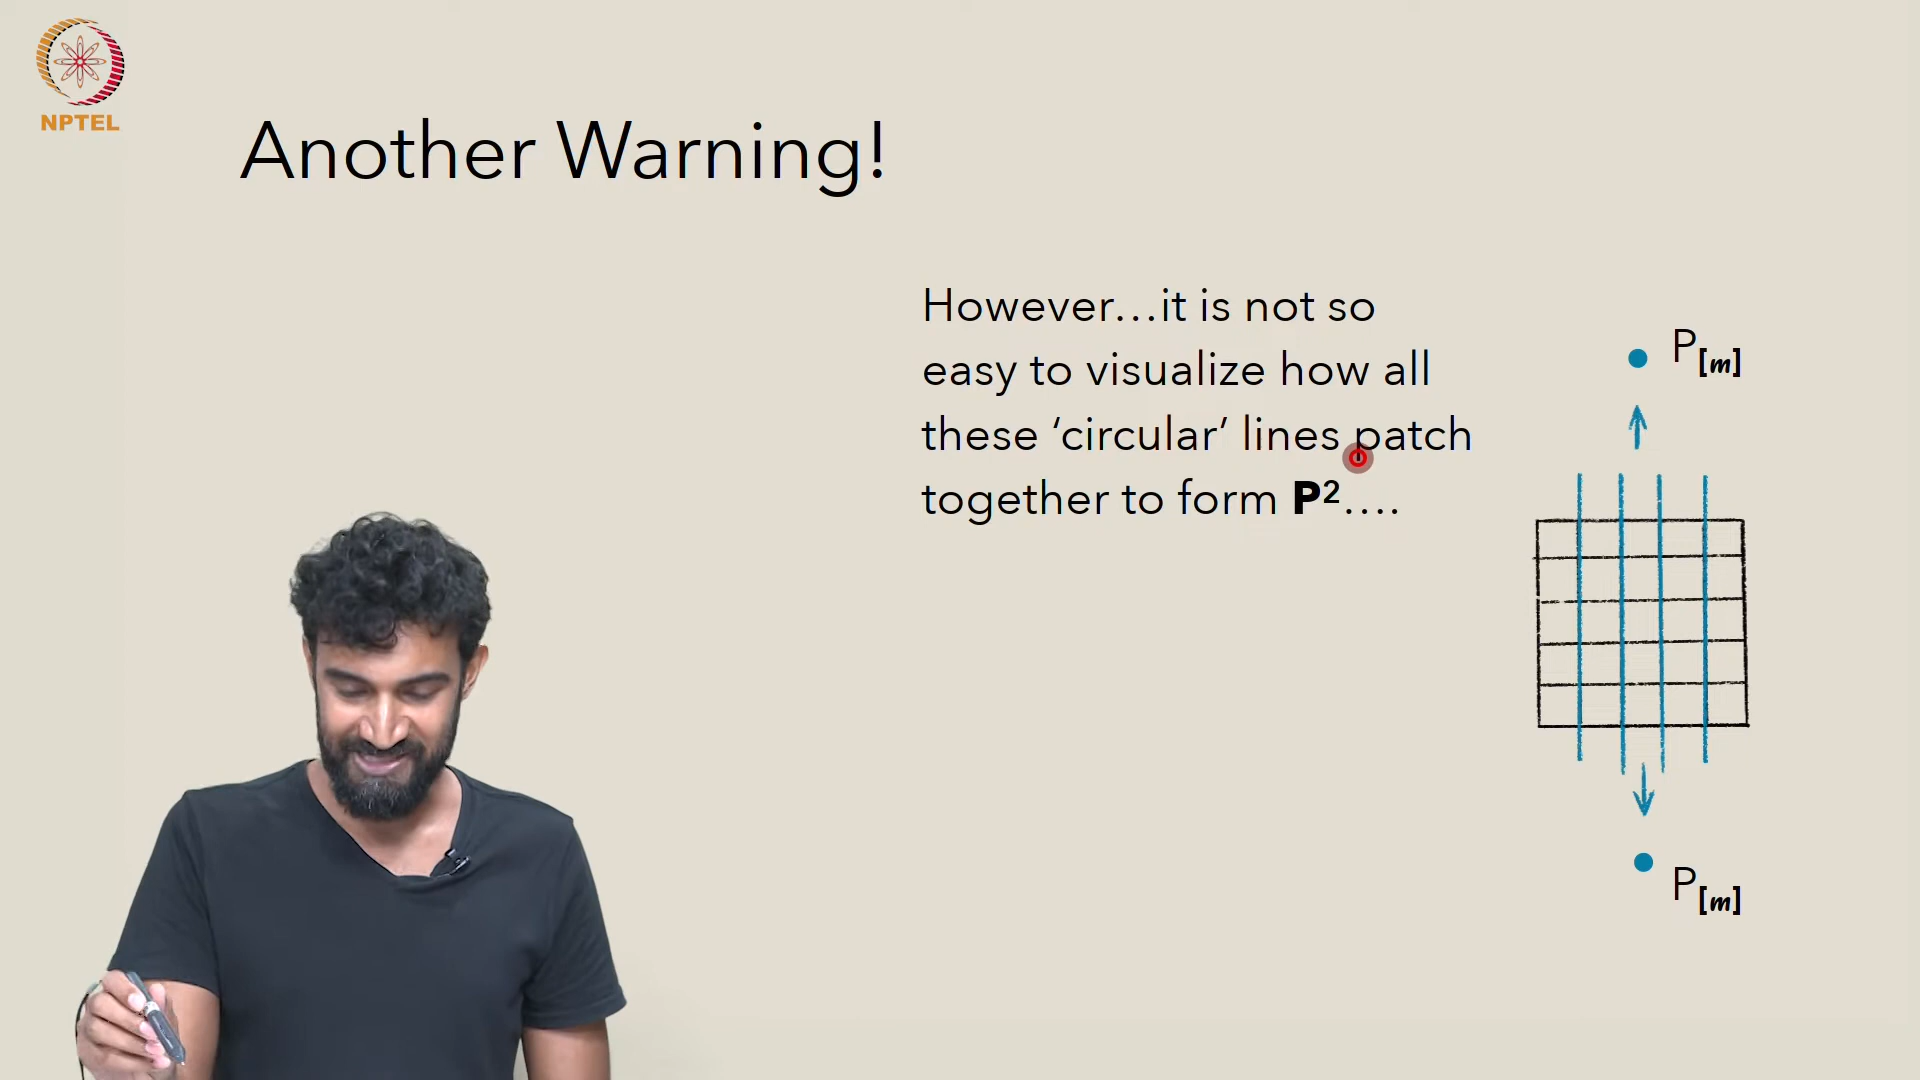 NPTEL
Another Warning!
However...it is not so
easy to visualize how all
these ‘circular’ lines patch
together to form P²....
P[m]
P[m]